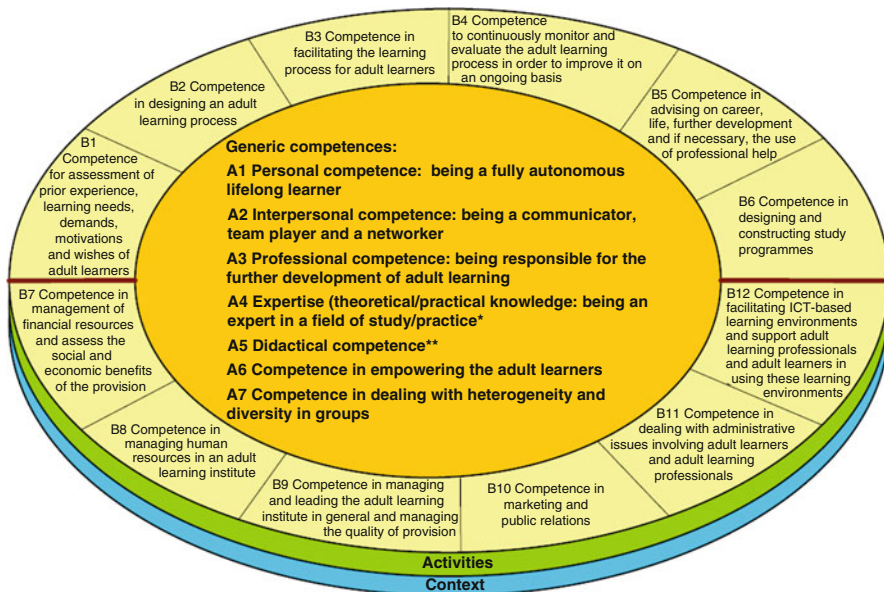 B1
Competence
for assessment of
prior experience,
learning needs,
demands,
motivations
and wishes of
adult learners
B2 Competence
in designing an adult
learning process
B3 Competence in
facilitating the learning
process for adult learners
B4 Competence
to continuously monitor and
evaluate the adult learning
process in order to improve it on
an ongoing basis
B5 Competence in
advising on career,
life, further development
and if necessary, the use
of professional help
B6 Competence in
designing and
constructing study
programmes
Generic competences:
A1 Personal competence: being a fully autonomous
lifelong learner
A2 Interpersonal competence: being a communicator,
team player and a networker
A3 Professional competence: being responsible for the
further development of adult learning
A4 Expertise (theoretical/practical knowledge: being an
expert in a field of study/practice*
A5 Didactical competence**
A6 Competence in empowering the adult learners
A7 Competence in dealing with heterogeneity and
diversity in groups
B7 Competence in
management of
financial resources
and assess the
social and
economic benefits
of the provision
B8 Competence in
managing human
resources in an adult
learning institute
B9 Competence in managing
and leading the adult learning
institute in general and managing
the quality of provision
B10 Competence in
marketing and
public relations
B11 Competence in
dealing with administrative
issues involving adult learners
and adult learning
professionals
B12 Competence in
facilitating ICT-based
learning environments
and support adult
learning professionals
and adult learners in
using these learning
environments
Activities
Context